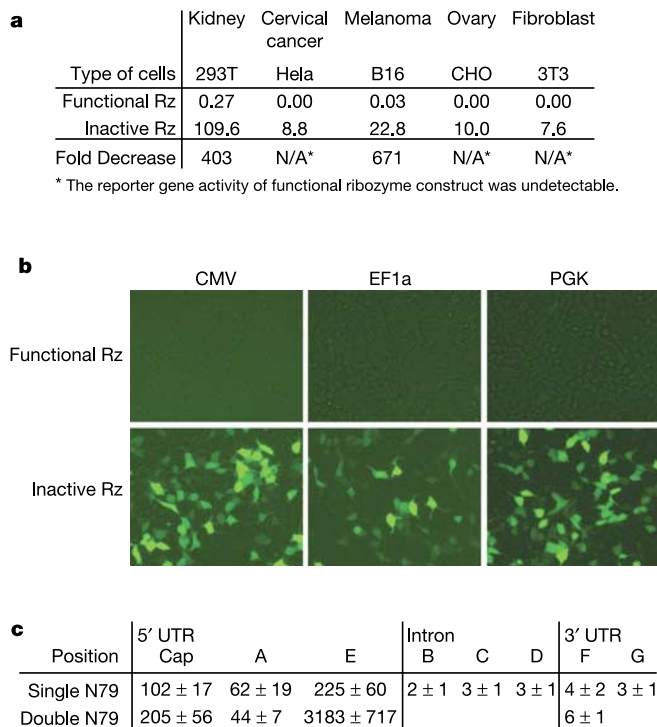 a
Kidney Cervical cancer Melanoma Ovary Fibroblast
Type of cells 293T Hela B16 CHO 3T3
Functional Rz 0.27 0.00 0.03 0.00 0.00
Inactive Rz 109.6 8.8 22.8 10.0 7.6
Fold Decrease 403 N/A* 671 N/A* N/A*
* The reporter gene activity of functional ribozyme construct was undetectable.
b
CMV EF1a PGK
Functional Rz
Inactive Rz
c
5′ UTR Intron 3′ UTR
Position Cap A E B C D F G
Single N79 102 ± 17 62 ± 19 225 ± 60 2 ± 1 3 ± 1 3 ± 1 4 ± 2 3 ± 1
Double N79 205 ± 56 44 ± 7 3183 ± 717 6 ± 1